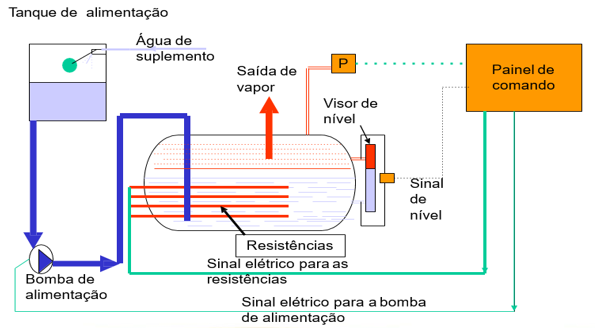 Tanque de alimentação
Água de
suplemento
Saída de
vapor
P
Visor de
nível
Painel de
comando
Sinal
de
nível
Resistências
Sinal elétrico para as
resistências
Bomba de
alimentação
Sinal elétrico para a bomba
de alimentação